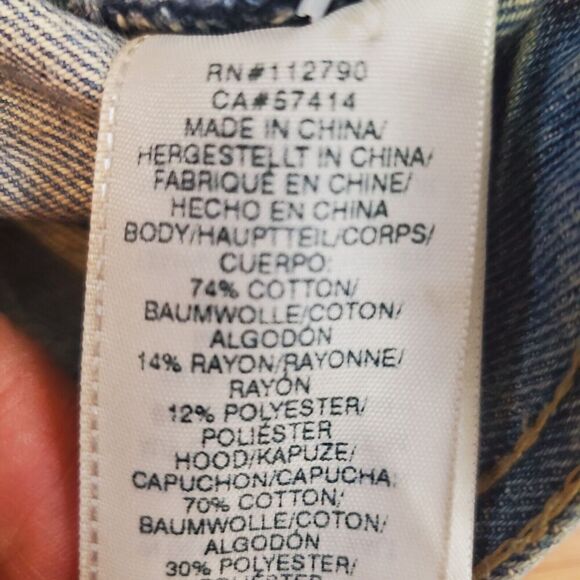 RN#112790
CA#57414
MADE IN CHINA/
HERGESTELLT IN CHINA/
FABRIQUÉ EN CHINE/
HECHO EN CHINA
BODY/HAUPTTEIL/CORPS/
CUERPO:
74% COTTON/
BAUMWOLLE/COTON/
ALGODÓN
14% RAYON/RAYONNE/
RAYÓN
12% POLYESTER/
POLIÉSTER
HOOD/KAPUZE/
CAPUCHON/CAPUCHA:
70% COTTON/
BAUMWOLLE/COTON/
ALGODÓN
30% POLYESTER/